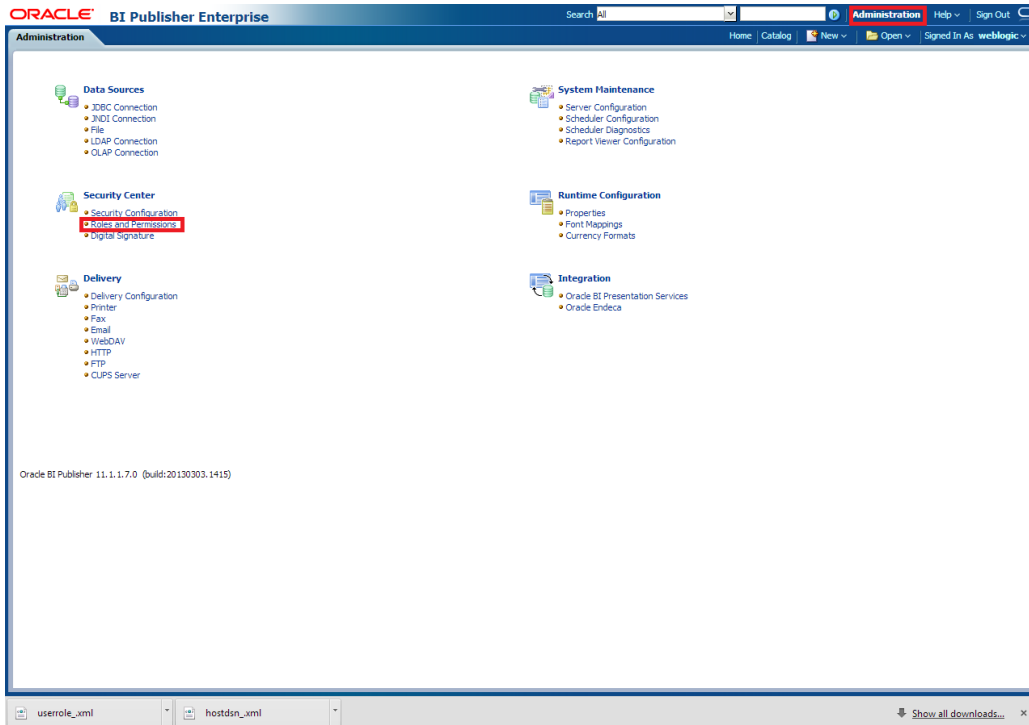 ORACLE BI Publisher Enterprise
Search All
Administration Help Sign Out
Administration
Home Catalog New Open Signed In As weblogic
Data Sources
JDBC Connection
JNDI Connection
File
LDAP Connection
OLAP Connection
System Maintenance
Server Configuration
Scheduler Configuration
Scheduler Diagnostics
Report Viewer Configuration
Security Center
Security Configuration
Roles and Permissions
Digital Signature
Runtime Configuration
Properties
Font Mappings
Currency Formats
Delivery
Delivery Configuration
Printer
Fax
Email
WebDAV
HTTP
FTP
CUPS Server
Integration
Oracle BI Presentation Services
Oracle Endeca
Oracle BI Publisher 11.1.1.7.0 (build:20130303.1415)
userrole_.xml
hostdsn_.xml
Show all downloads...